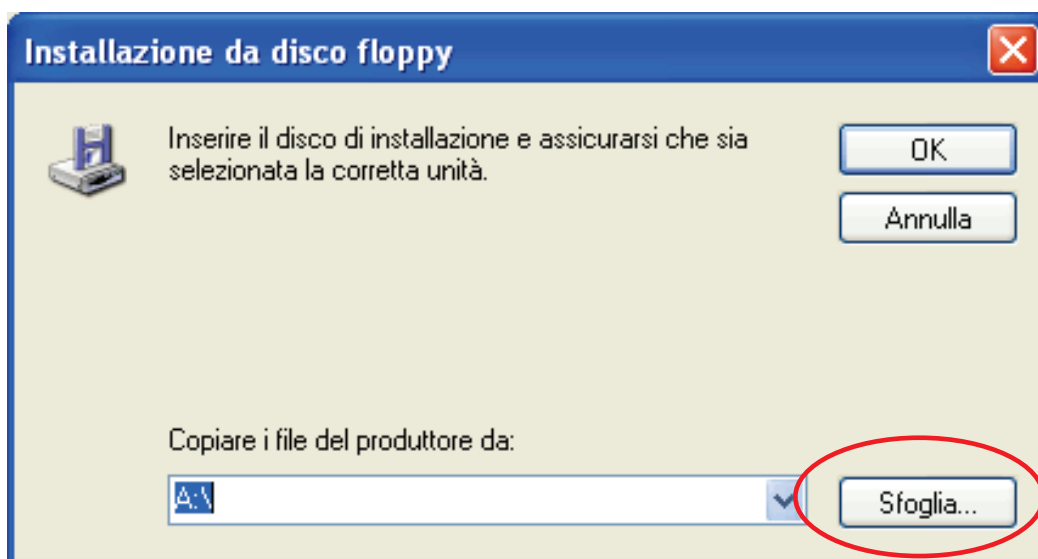 Installazione da disco floppy
Inserire il disco di installazione e assicurarsi che sia
selezionata la corretta unità.
OK
Annulla
Copiare i file del produttore da:
A:\
Sfoglia...